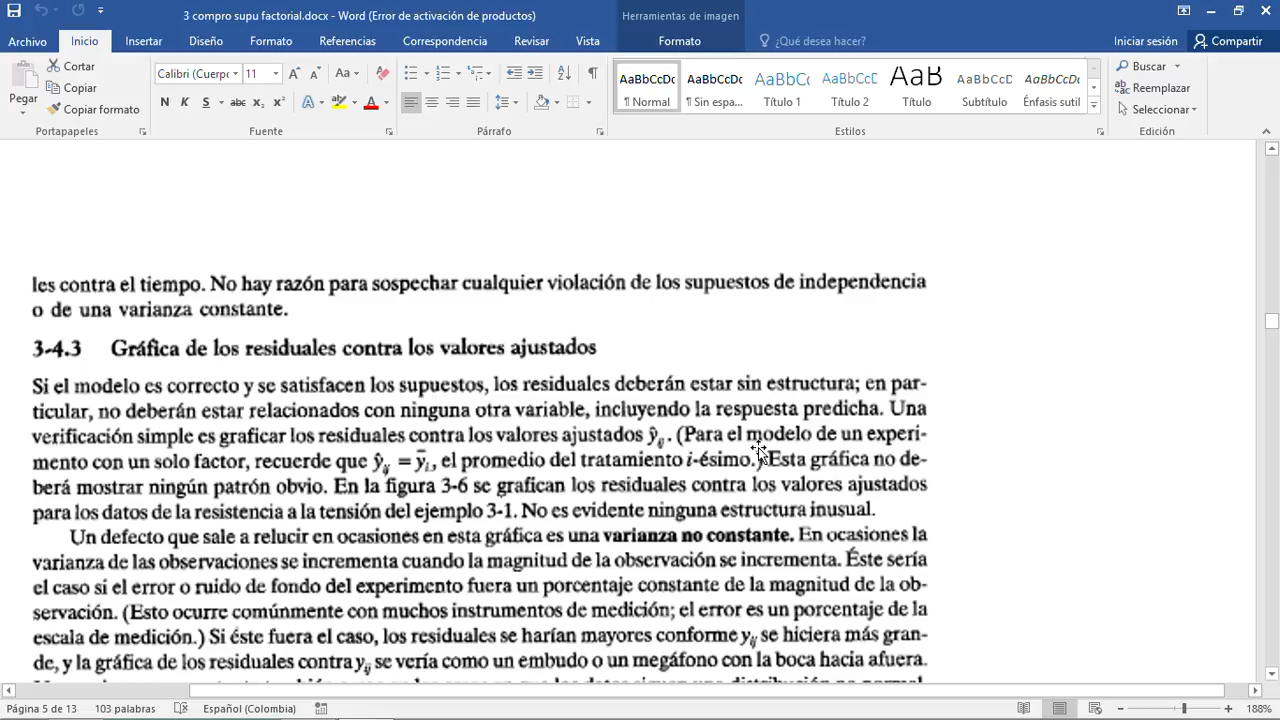 3 compro supu factorial.docx - Word (Error de activación de productos)
Herramientas de imagen
Archivo Inicio Insertar Diseño Formato Referencias Correspondencia Revisar Vista Formato ¿Qué desea hacer? Iniciar sesión Compartir
Pegar
Cortar
Copiar
Copiar formato
Portapapeles
Calibri (Cuerpo 11
Aa
N K S abc x₂ x² A A
Fuente
Párrafo
AaBbCcDc AaBbCcDc AaBbCc AaBbCcD AaB AaBbCcD AaBbCcDc
¶ Normal ¶ Sin espa... Título 1 Título 2 Título Subtítulo Énfasis sutil
Estilos
Buscar
Reemplazar
Seleccionar
Edición
les contra el tiempo. No hay razón para sospechar cualquier violación de los supuestos de independencia
o de una varianza constante.
3-4.3 Gráfica de los residuales contra los valores ajustados
Si el modelo es correcto y se satisfacen los supuestos, los residuales deberán estar sin estructura; en par-
ticular, no deberán estar relacionados con ninguna otra variable, incluyendo la respuesta predicha. Una
verificación simple es graficar los residuales contra los valores ajustados ŷij. (Para el modelo de un experi-
mento con un solo factor, recuerde que ŷij = ȳi., el promedio del tratamiento i-ésimo.) Esta gráfica no de-
berá mostrar ningún patrón obvio. En la figura 3-6 se grafican los residuales contra los valores ajustados
para los datos de la resistencia a la tensión del ejemplo 3-1. No es evidente ninguna estructura inusual.
Un defecto que sale a relucir en ocasiones en esta gráfica es una varianza no constante. En ocasiones la
varianza de las observaciones se incrementa cuando la magnitud de la observación se incrementa. Éste sería
el caso si el error o ruido de fondo del experimento fuera un porcentaje constante de la magnitud de la ob-
servación. (Esto ocurre comúnmente con muchos instrumentos de medición; el error es un porcentaje de la
escala de medición.) Si éste fuera el caso, los residuales se harían mayores conforme yij se hiciera más gran-
de, y la gráfica de los residuales contra yij se vería como un embudo o un megáfono con la boca hacia afuera.
Página 5 de 13 103 palabras Español (Colombia) 188%